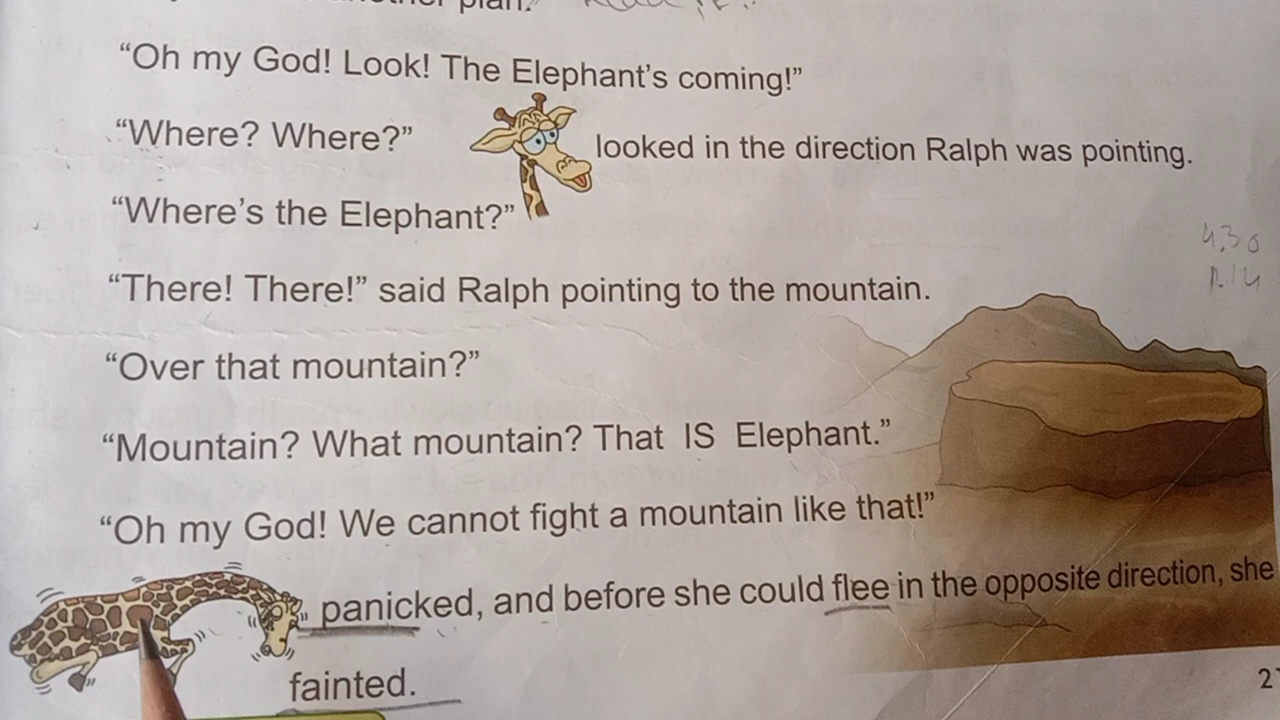 plan."
"Oh my God! Look! The Elephant's coming!"
"Where? Where?" looked in the direction Ralph was pointing.
"Where's the Elephant?"
4.30
"There! There!" said Ralph pointing to the mountain.
"Over that mountain?"
"Mountain? What mountain? That IS Elephant."
"Oh my God! We cannot fight a mountain like that!"
panicked, and before she could flee in the opposite direction, she
fainted.